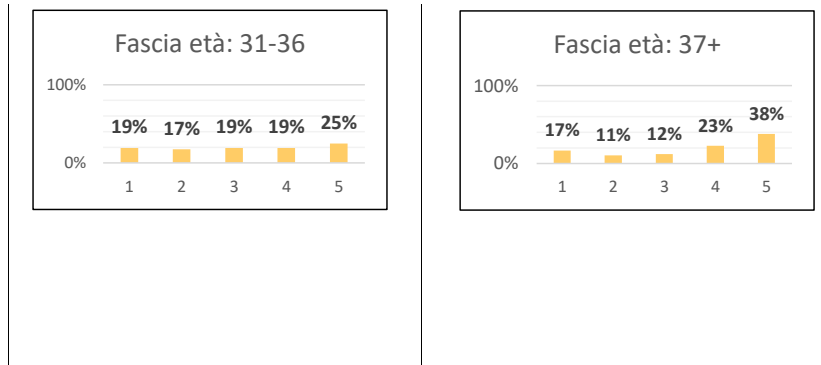 Fascia età: 31-36
100%
19% 17% 19% 19% 25%
0%
1 2 3 4 5
Fascia età: 37+
100%
17% 11% 12% 23% 38%
0%
1 2 3 4 5